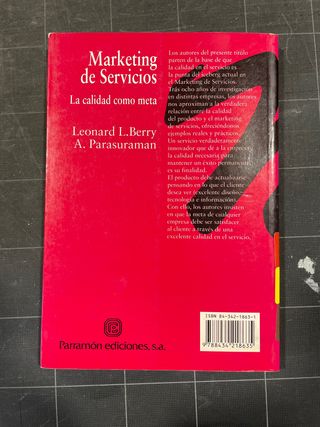 Marketing
de Servicios
La calidad como meta
Leonard L.Berry
A. Parasuraman
Los autores del presente título
parten de la base de que
la calidad en el servicio es
la punta del iceberg actual en
el Marketing de Servicios.
Trás ocho años de investigación
en distintas empresas, los autores
nos aproximan a la verdadera
relación entre la calidad
del producto y el marketing
de servicios, ofreciéndonos
ejemplos reales y prácticos.
Un servicio verdaderamente
innovador que dé a la empresa
la calidad necesaria para
mantener un éxito permanente,
es su finalidad.
El producto debe actualizarse
pensando en lo que el cliente
desea ver (excelente diseño,
tecnología e información).
Con ello, los autores insisten
en que la meta de cualquier
empresa debe ser satisfacer
al cliente a través de una
excelente calidad en el servicio.
Parramón ediciones, s.a.
ISBN 84-342-1863-1
9 788434 218635